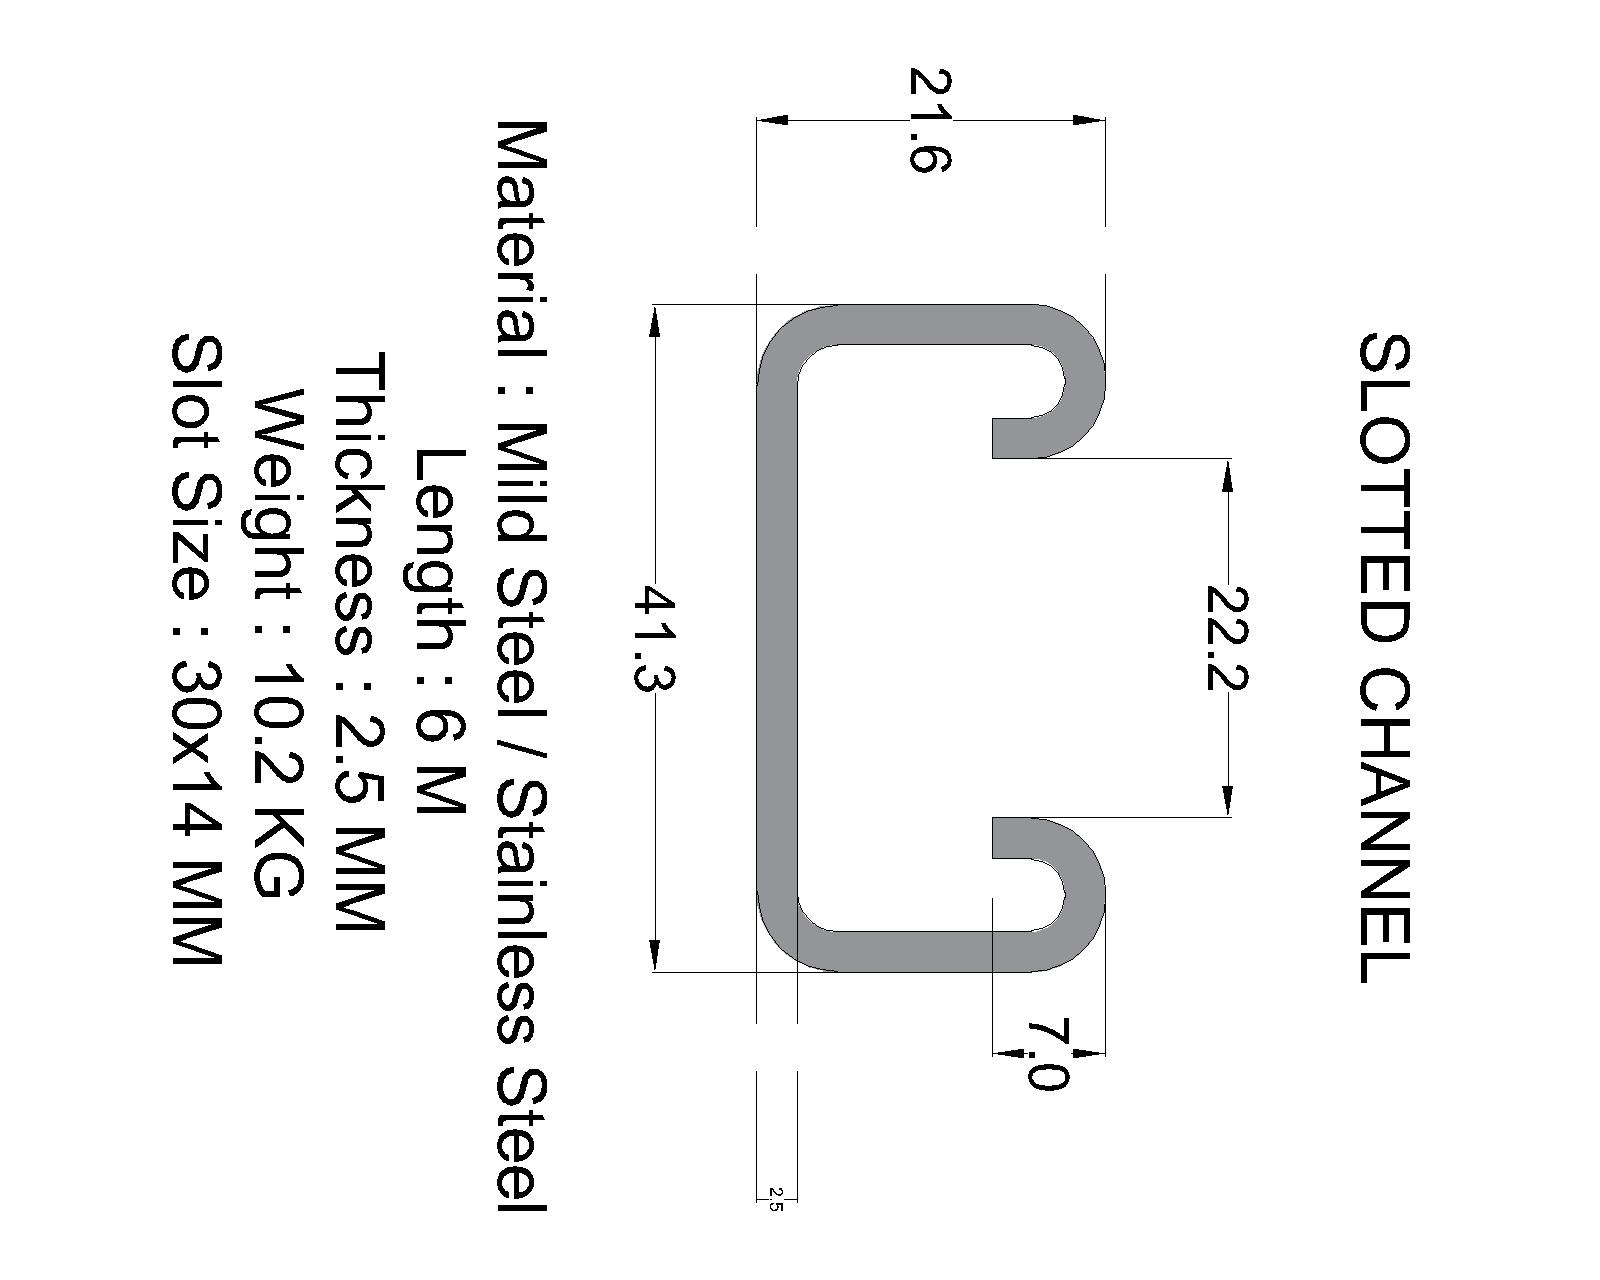 SLOTTED CHANNEL
22.2
21.6
7.0
41.3
2.5
Material : Mild Steel / Stainless Steel
Length : 6 M
Thickness : 2.5 MM
Weight : 10.2 KG
Slot Size : 30x14 MM